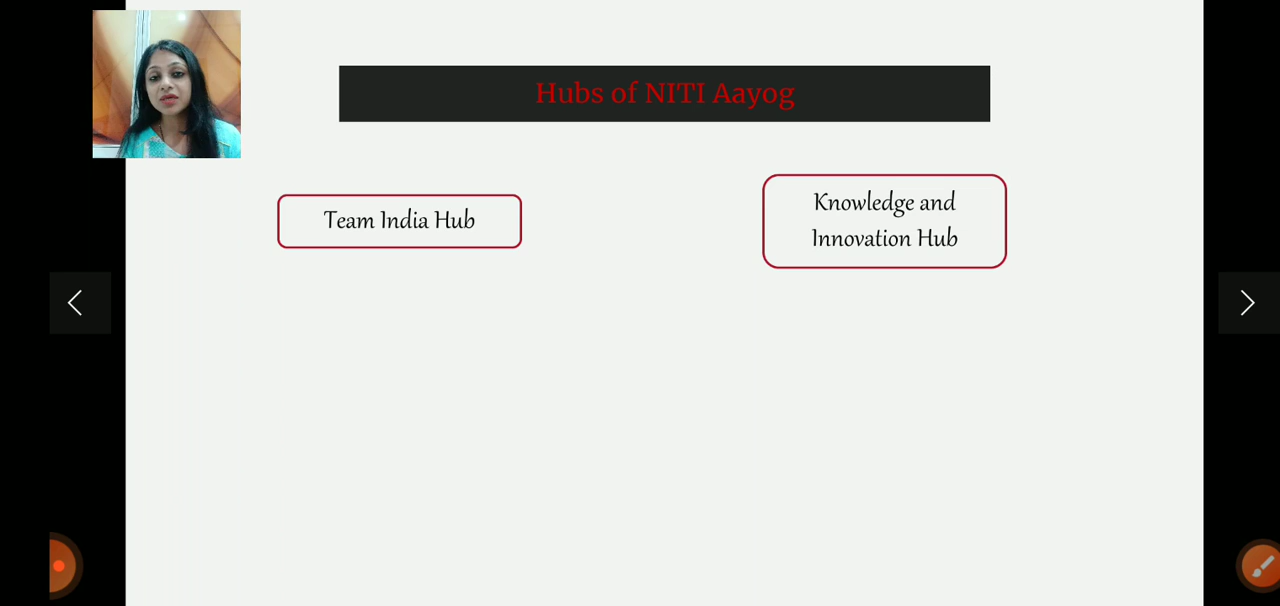 Hubs of NITI Aayog
Team India Hub
Knowledge and
Innovation Hub